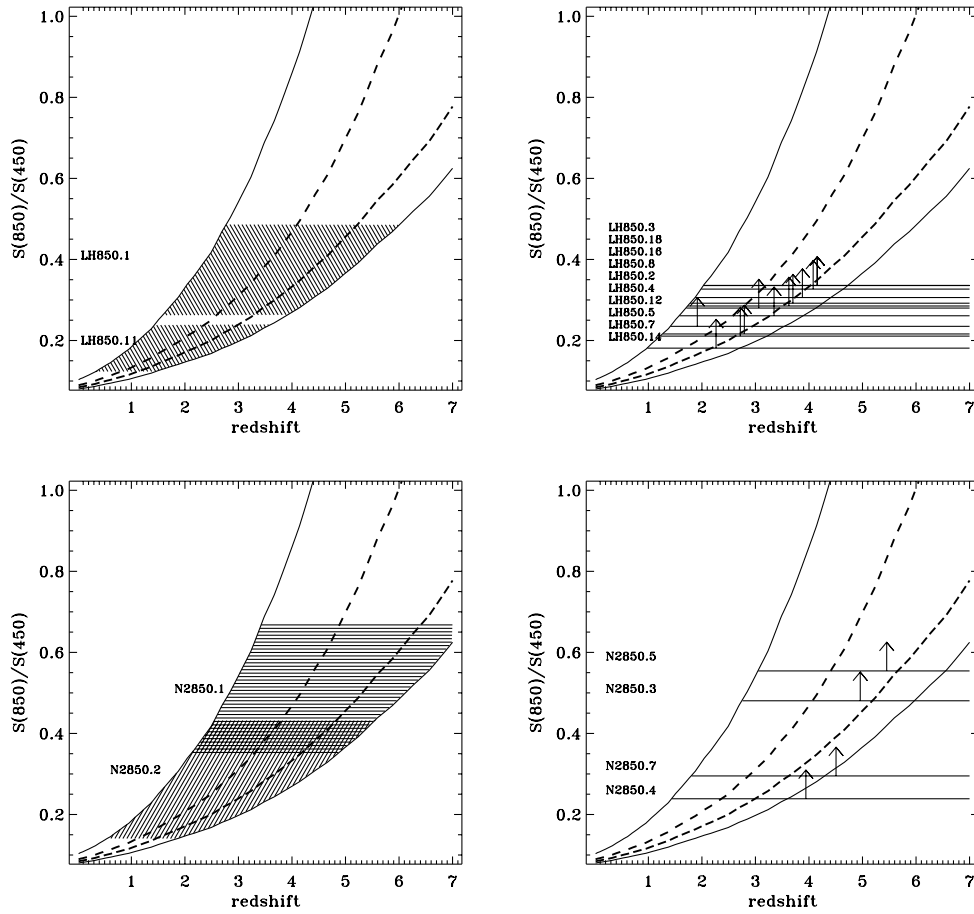 1.0
0.8
0.6
0.4
0.2
S(850)/S(450)
LH850.1
LH850.11
1 2 3 4 5 6 7
redshift
1.0
0.8
0.6
0.4
0.2
S(850)/S(450)
LH850.3
LH850.18
LH850.16
LH850.8
LH850.2
LH850.4
LH850.12
LH850.5
LH850.7
LH850.14
1 2 3 4 5 6 7
redshift
1.0
0.8
0.6
0.4
0.2
S(850)/S(450)
N2850.1
N2850.2
1 2 3 4 5 6 7
redshift
1.0
0.8
0.6
0.4
0.2
S(850)/S(450)
N2850.5
N2850.3
N2850.7
N2850.4
1 2 3 4 5 6 7
redshift